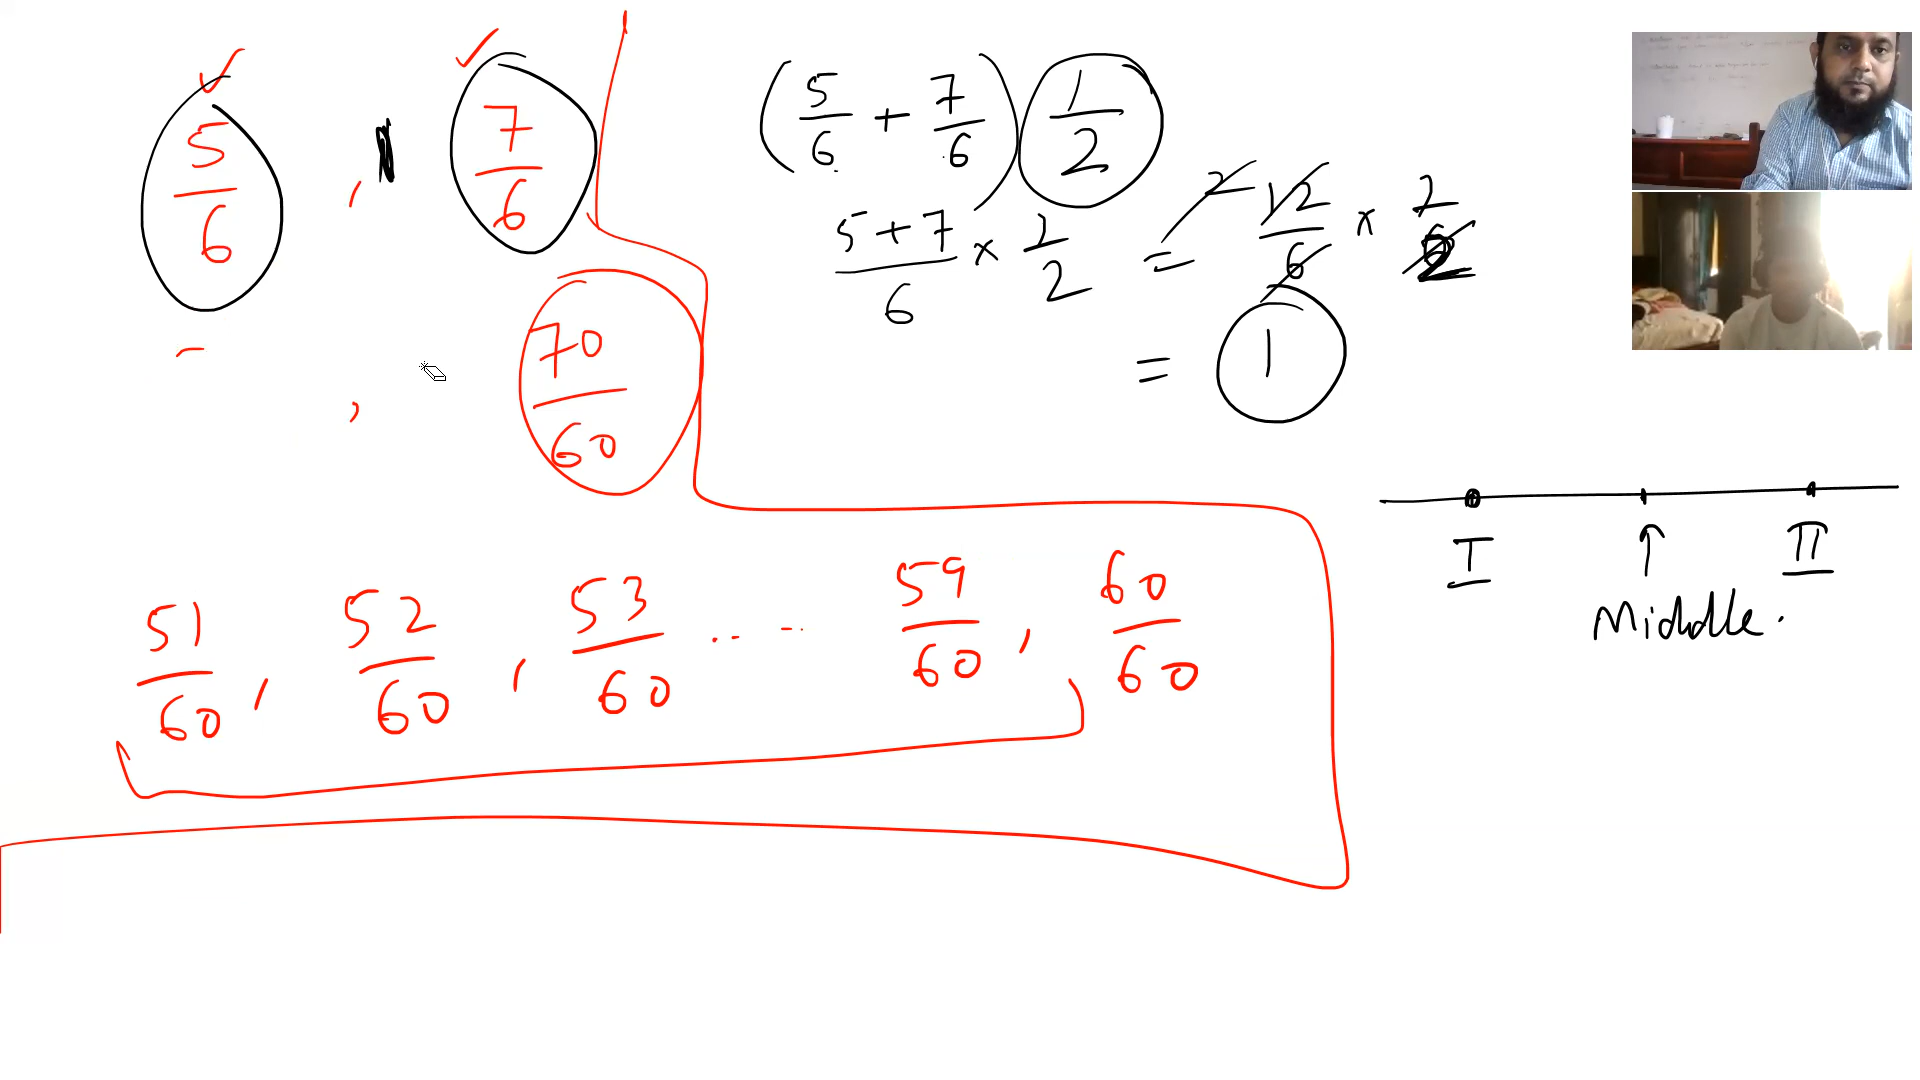 5/6 , 7/6
(5/6 + 7/6) 1/2
5+7/6 × 1/2 = 2 12/6 ×
= 1
, 70/60
I ↑ II
Middle.
51/60 , 52/60 , 53/60 ..... 59/60 , 60/60